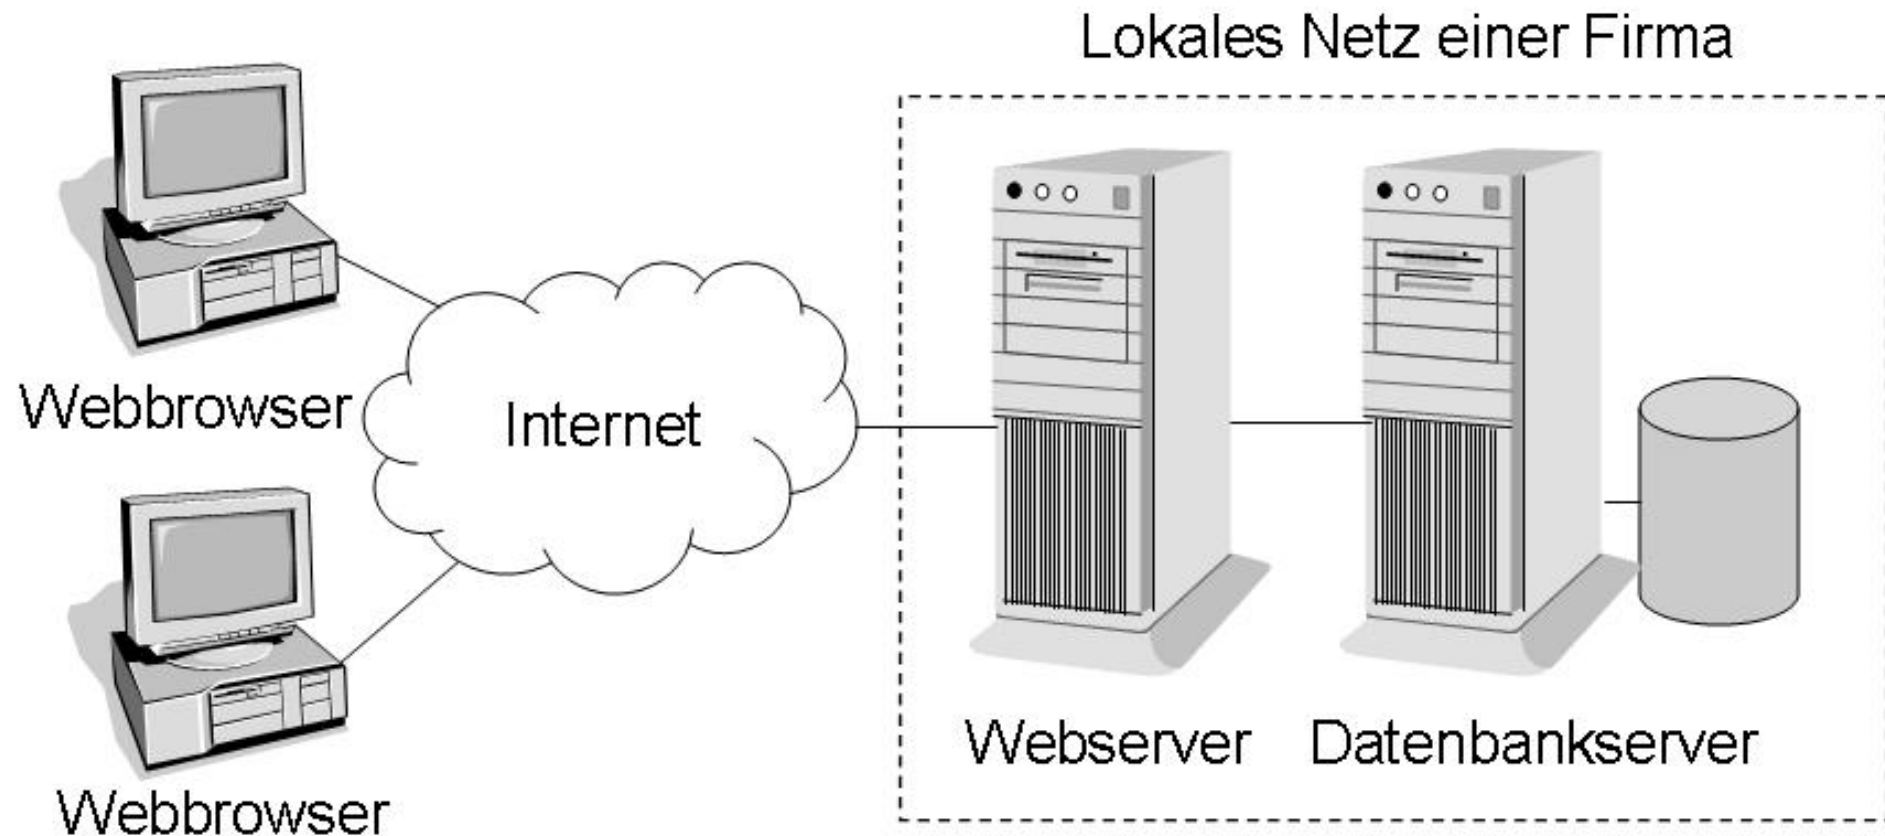 Lokales Netz einer Firma
Webbrowser
Internet
Webbrowser
Webserver
Datenbankserver